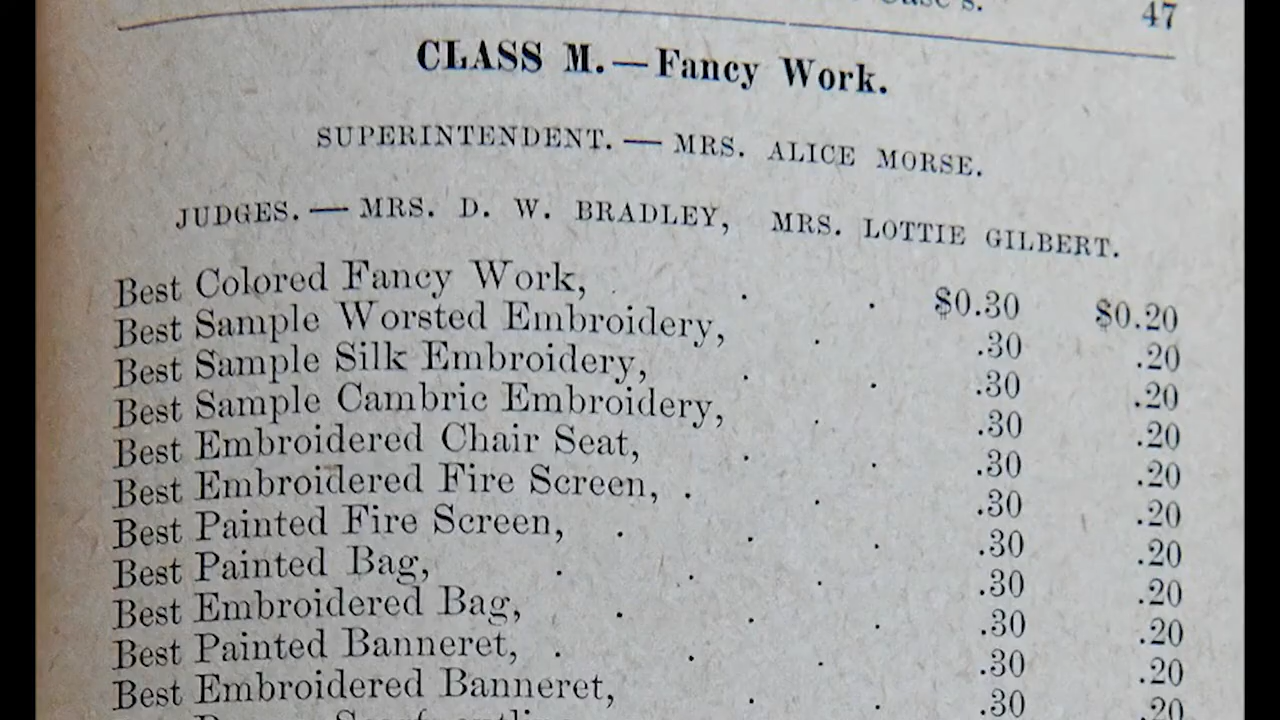 47
CLASS M.—Fancy Work.
SUPERINTENDENT. — MRS. ALICE MORSE.
JUDGES. — MRS. D. W. BRADLEY, MRS. LOTTIE GILBERT.
Best Colored Fancy Work, . . $0.30 $0.20
Best Sample Worsted Embroidery, . .30 .20
Best Sample Silk Embroidery, . . .30 .20
Best Sample Cambric Embroidery, . .30 .20
Best Embroidered Chair Seat, . . .30 .20
Best Embroidered Fire Screen, . . .30 .20
Best Painted Fire Screen, . . . .30 .20
Best Painted Bag, . . . .30 .20
Best Embroidered Bag, . . . .30 .20
Best Painted Banneret, . . . .30 .20
Best Embroidered Banneret, . . .30 .20